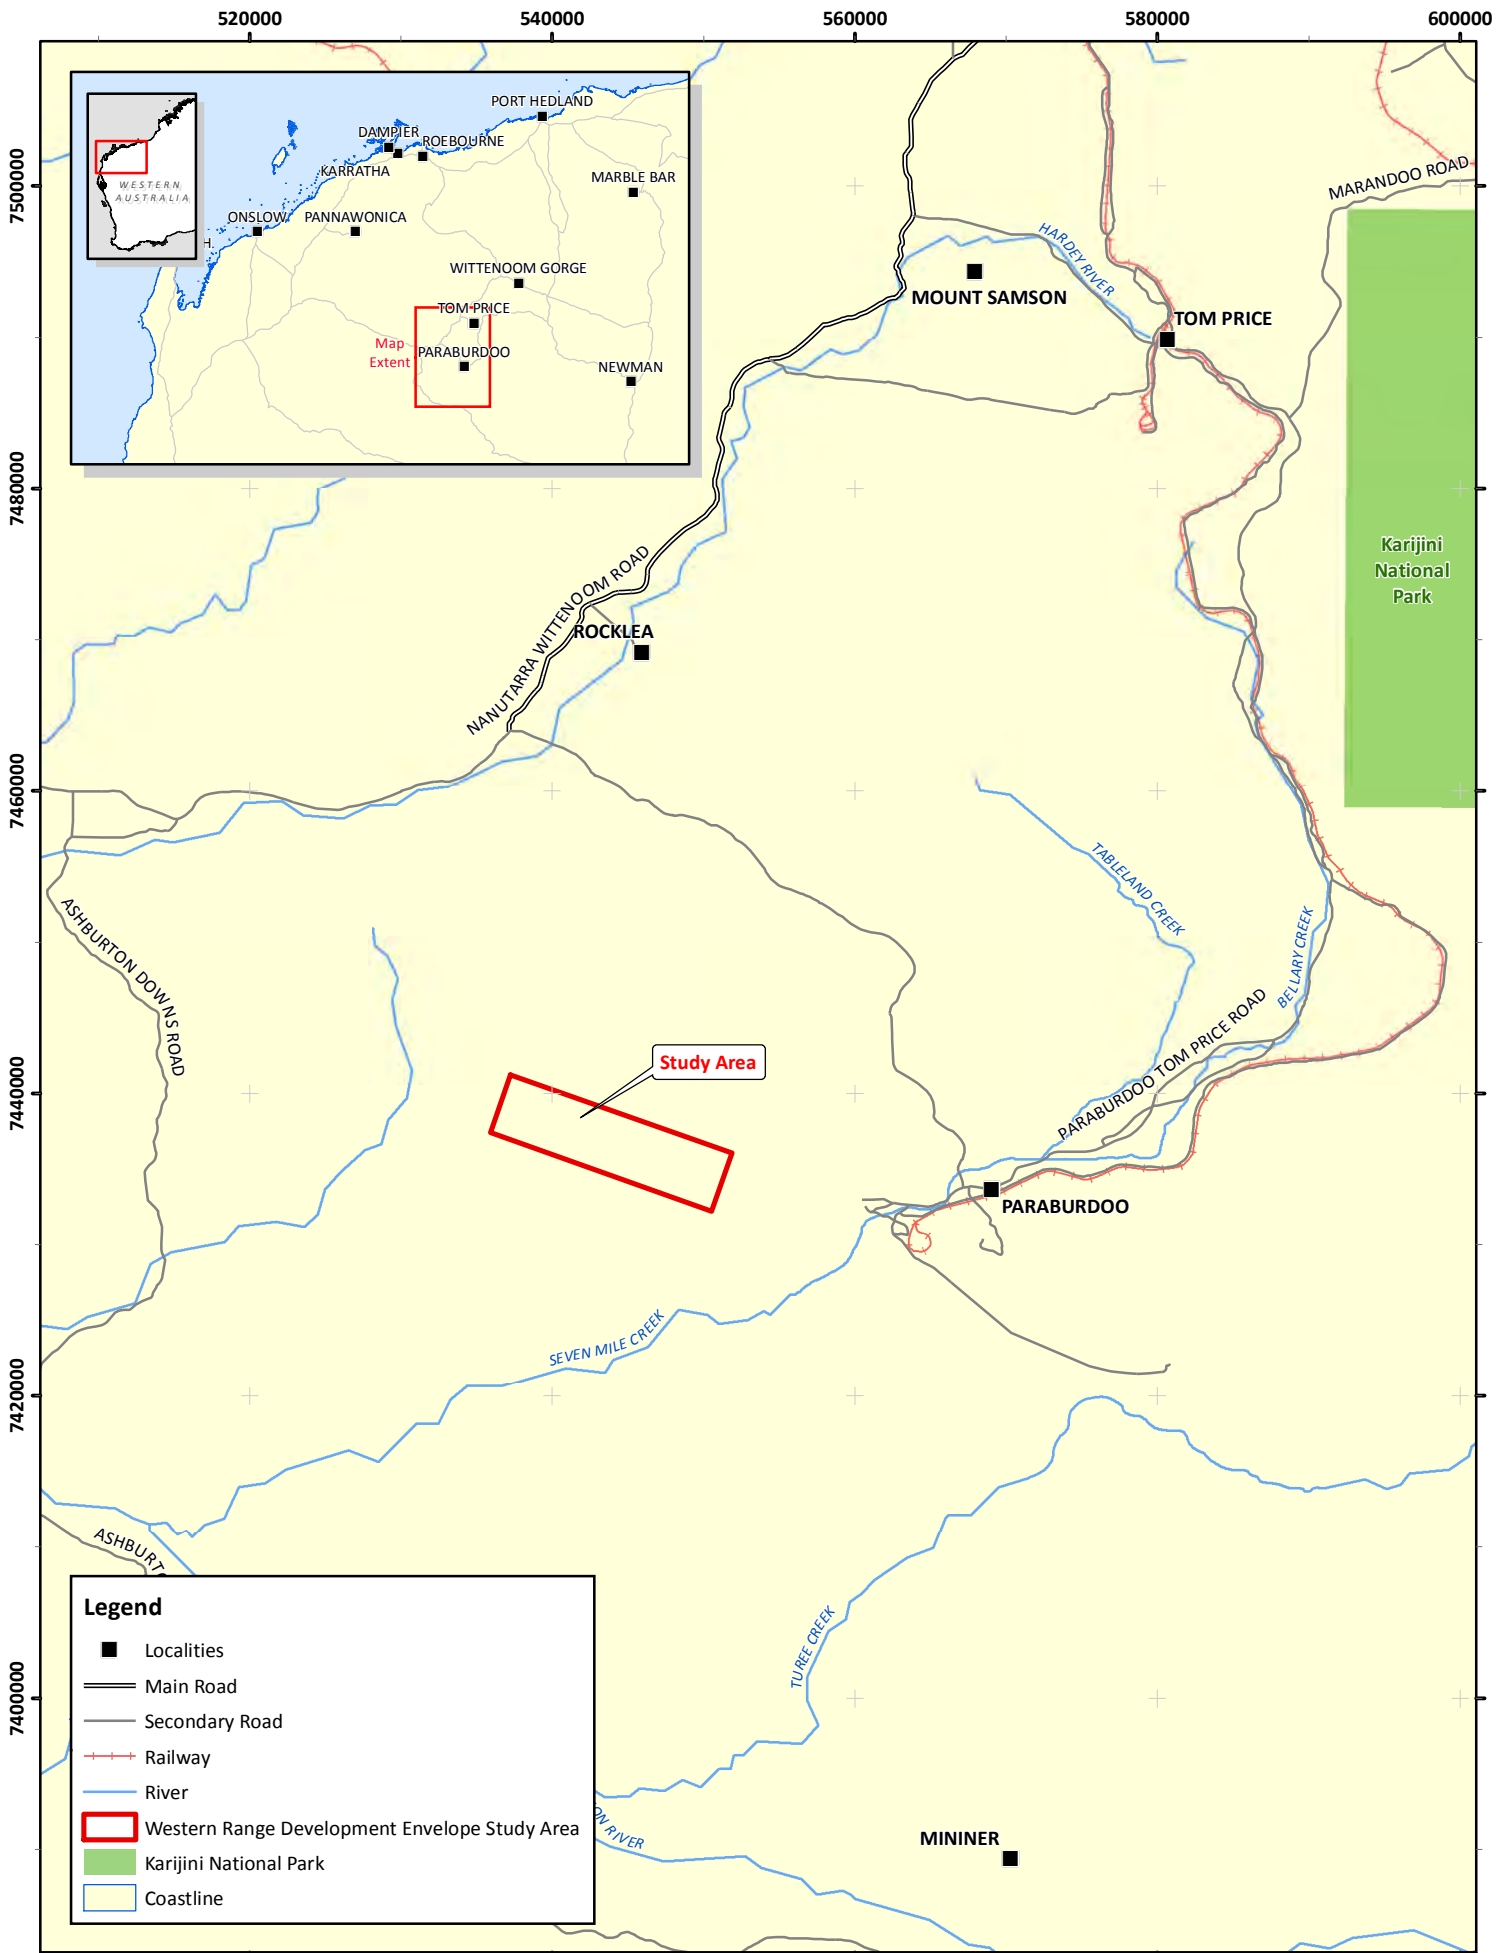 520000
540000
560000
580000
600000
7500000
7480000
7460000
7440000
7420000
7400000
WESTERN
AUSTRALIA
PORT HEDLAND
DAMPIER
ROEBOURNE
KARRATHA
MARBLE BAR
ONSLOW
PANNAWONICA
H.
WITTENOOM GORGE
TOM PRICE
Map
Extent
PARABURDOO
NEWMAN
MARANDOO ROAD
HARDEY RIVER
MOUNT SAMSON
TOM PRICE
Karijini
National
Park
NANUTARRA WITTENOOM ROAD
ROCKLEA
TABLELAND CREEK
ASHBURTON DOWNS ROAD
BELLARY CREEK
PARABURDOO TOM PRICE ROAD
Study Area
PARABURDOO
SEVEN MILE CREEK
ASHBURTO
TUREE CREEK
ON RIVER
MININER
Legend
Localities
Main Road
Secondary Road
Railway
River
Western Range Development Envelope Study Area
Karijini National Park
Coastline